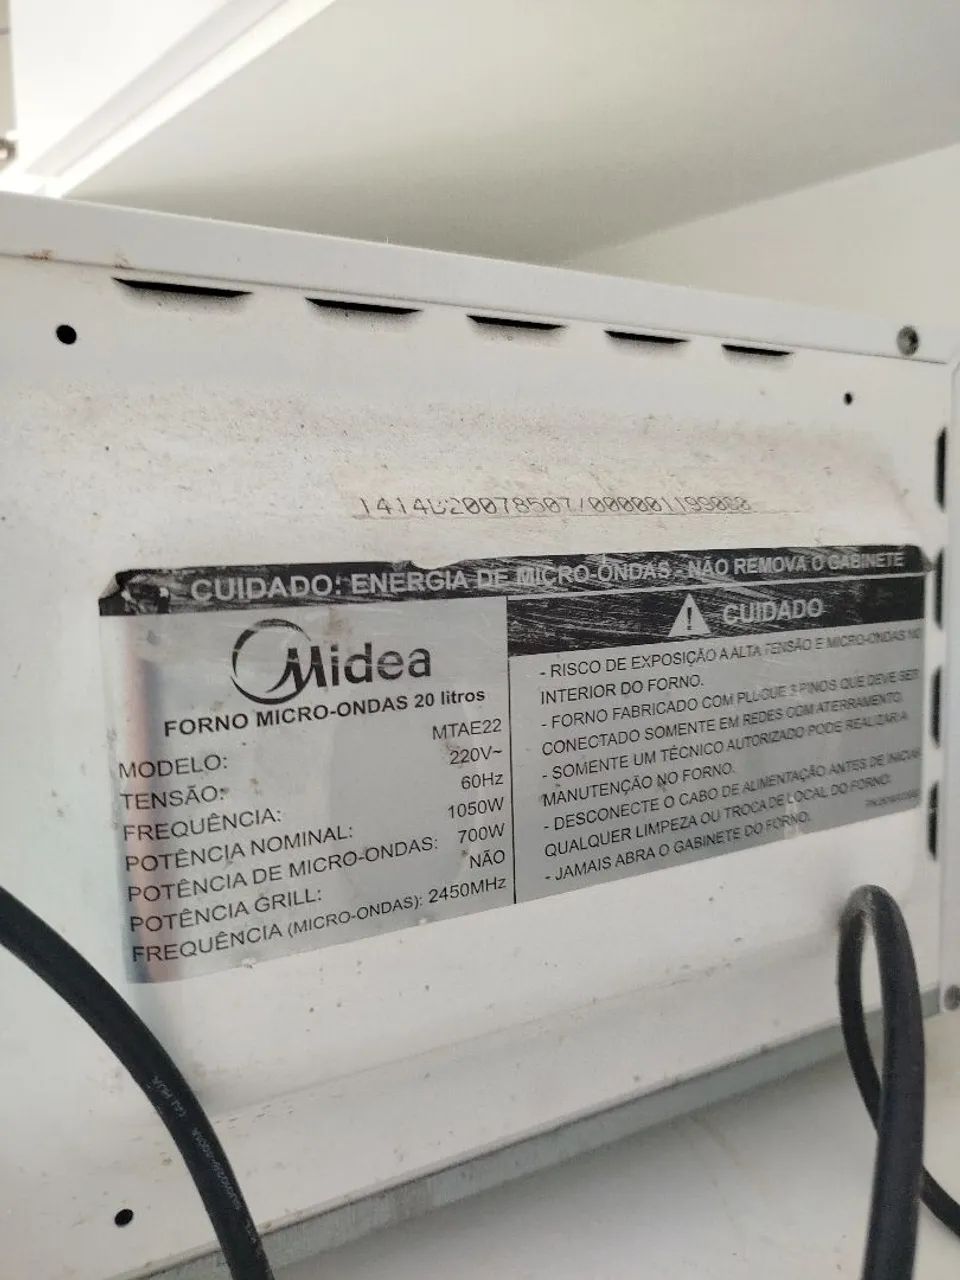 CUIDADO: ENERGIA DE MICRO-ONDAS - NÃO REMOVA O GABINETE
Midea
FORNO MICRO-ONDAS 20 litros
MODELO: MTAE22
TENSÃO: 220V~
FREQUÊNCIA: 60Hz
POTÊNCIA NOMINAL: 1050W
POTÊNCIA DE MICRO-ONDAS: 700W
POTÊNCIA GRILL: NÃO
FREQUÊNCIA (MICRO-ONDAS): 2450MHz
CUIDADO
- RISCO DE EXPOSIÇÃO A ALTA TENSÃO E MICRO-ONDAS NO
INTERIOR DO FORNO.
- FORNO FABRICADO COM PLUGUE 3 PINOS QUE DEVE SER
CONECTADO SOMENTE EM REDES COM ATERRAMENTO.
- SOMENTE UM TÉCNICO AUTORIZADO PODE REALIZAR A
MANUTENÇÃO NO FORNO.
- DESCONECTE O CABO DE ALIMENTAÇÃO ANTES DE INICIAR
QUALQUER LIMPEZA OU TROCA DE LOCAL DO FORNO.
- JAMAIS ABRA O GABINETE DO FORNO.